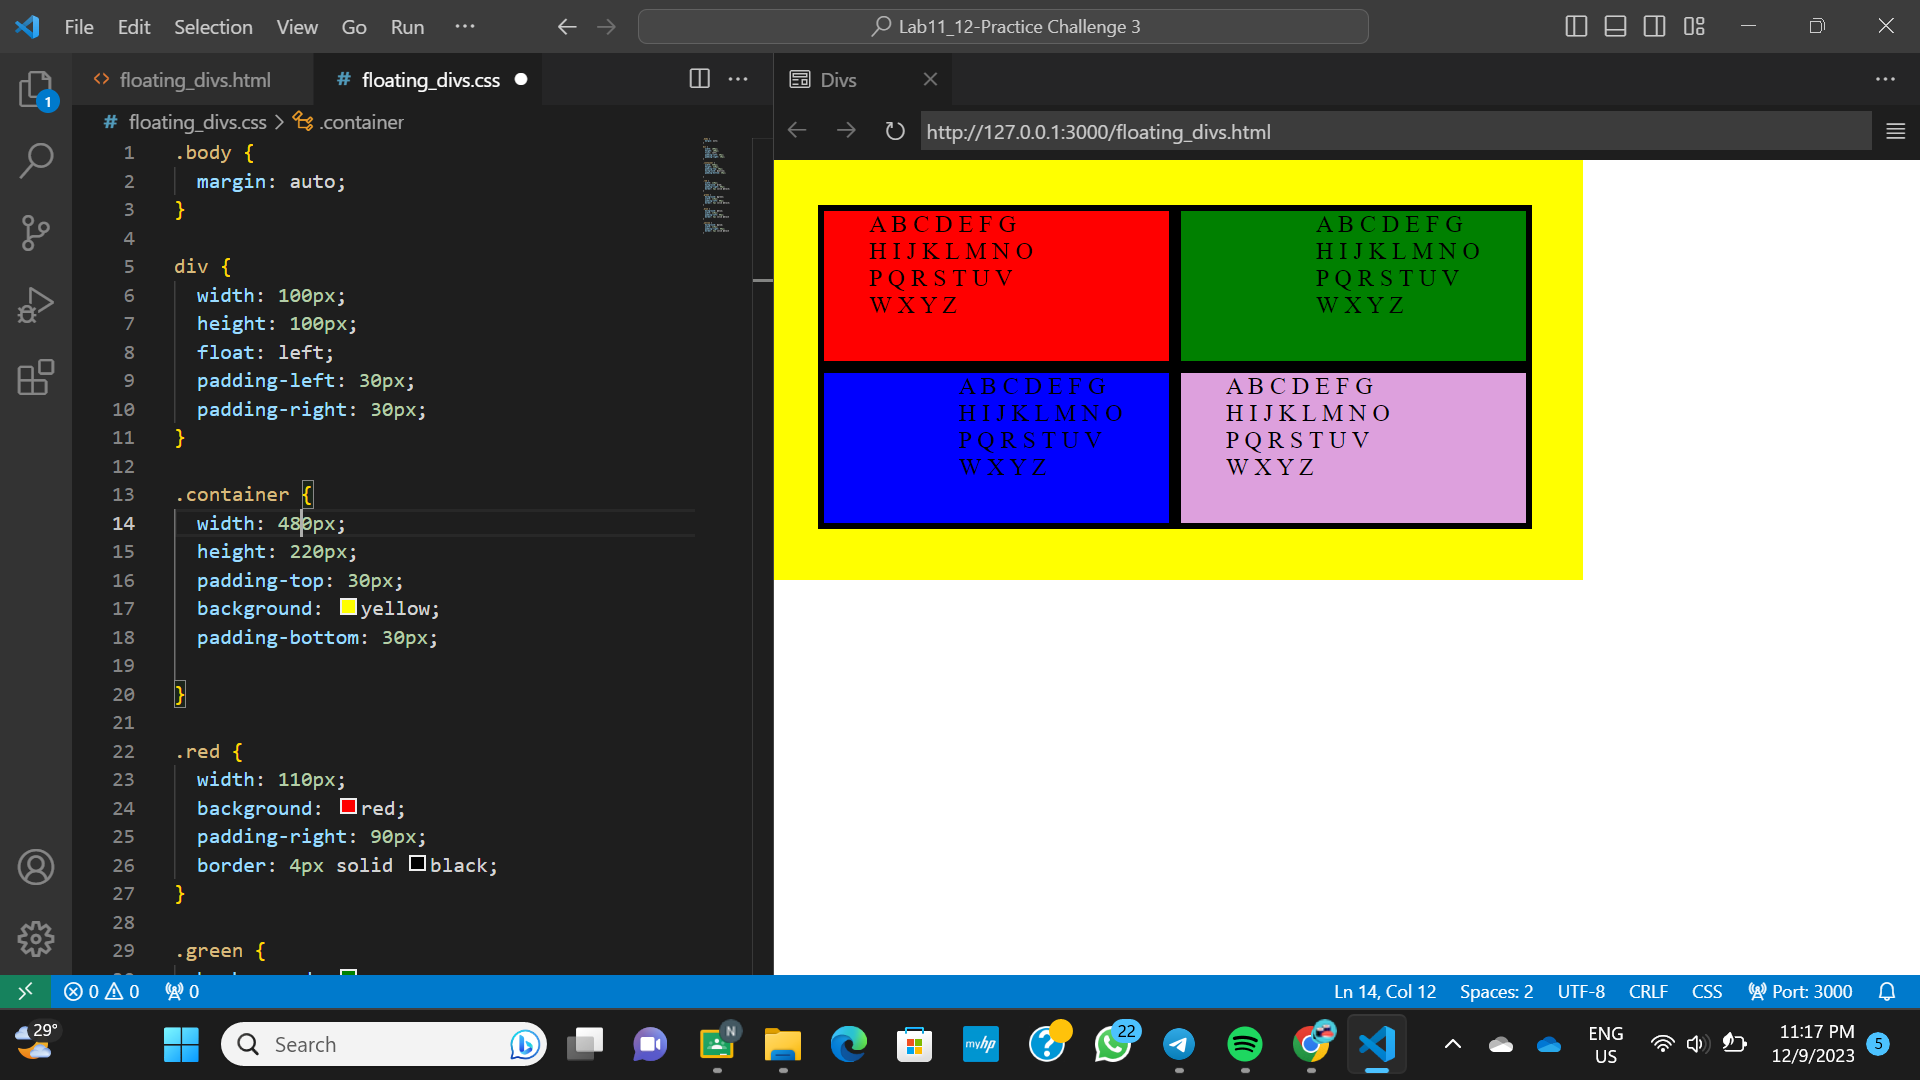 File Edit Selection View Go Run ···
Lab11_12-Practice Challenge 3
floating_divs.html
# floating_divs.css
# floating_divs.css > .container
1 .body {
2 margin: auto;
3 }
4
5 div {
6 width: 100px;
7 height: 100px;
8 float: left;
9 padding-left: 30px;
10 padding-right: 30px;
11 }
12
13 .container {
14 width: 480px;
15 height: 220px;
16 padding-top: 30px;
17 background: yellow;
18 padding-bottom: 30px;
19
20 }
21
22 .red {
23 width: 110px;
24 background: red;
25 padding-right: 90px;
26 border: 4px solid black;
27 }
28
29 .green {
1
Divs
http://127.0.0.1:3000/floating_divs.html
A B C D E F G
H I J K L M N O
P Q R S T U V
W X Y Z
A B C D E F G
H I J K L M N O
P Q R S T U V
W X Y Z
A B C D E F G
H I J K L M N O
P Q R S T U V
W X Y Z
A B C D E F G
H I J K L M N O
P Q R S T U V
W X Y Z
0 0 0
Ln 14, Col 12 Spaces: 2 UTF-8 CRLF CSS Port: 3000
29°
Search
N
myhp
?
22
ENG
US
11:17 PM
12/9/2023
5